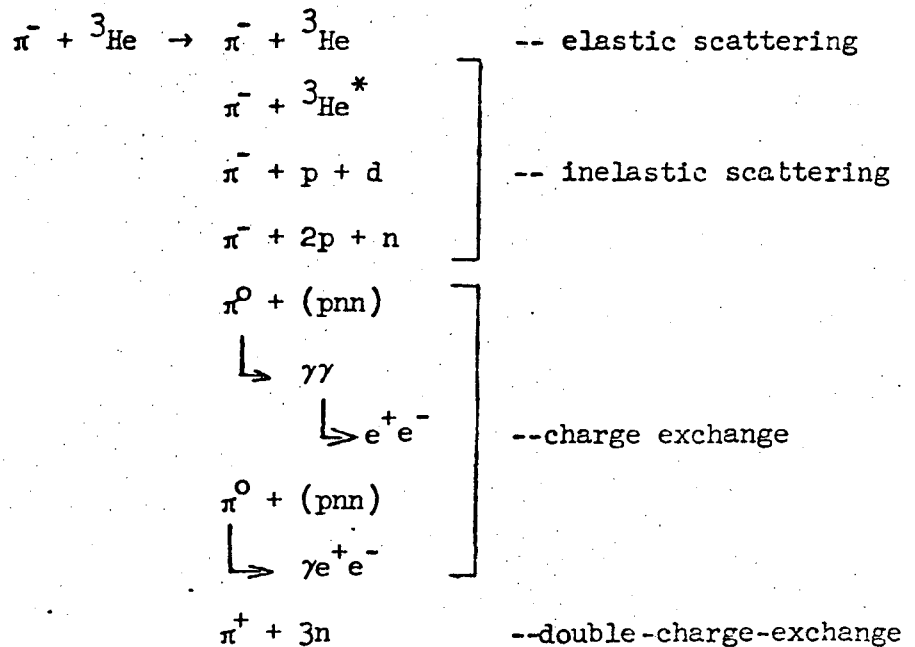 π⁻ + ³He → π⁻ + ³He -- elastic scattering
π⁻ + ³He*
π⁻ + p + d -- inelastic scattering
π⁻ + 2p + n
π⁰ + (pnn)
γγ
e⁺e⁻ --charge exchange
π⁰ + (pnn)
γe⁺e⁻
π⁺ + 3n --double-charge-exchange